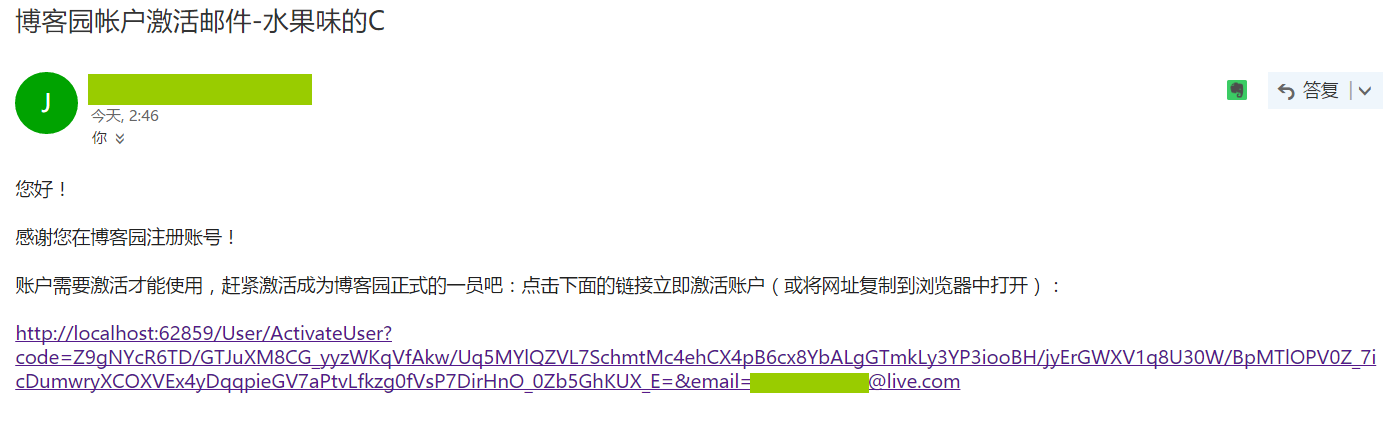 博客园帐户激活邮件-水果味的C
J
今天, 2:46
你
答复
您好！
感谢您在博客园注册账号！
账户需要激活才能使用，赶紧激活成为博客园正式的一员吧：点击下面的链接立即激活账户（或将网址复制到浏览器中打开）：
http://localhost:62859/User/ActivateUser?
code=Z9gNYcR6TD/GTJuXM8CG_yyzWKqVfAkw/Uq5MYlQZVL7SchmtMc4ehCX4pB6cx8YbALgGTmkLy3YP3iooBH/jyErGWXV1q8U30W/BpMTlOPV0Z_7i
cDumwryXCOXVEx4yDqqpieGV7aPtvLfkzg0fVsP7DirHnO_0Zb5GhKUX_E=&email=
@live.com